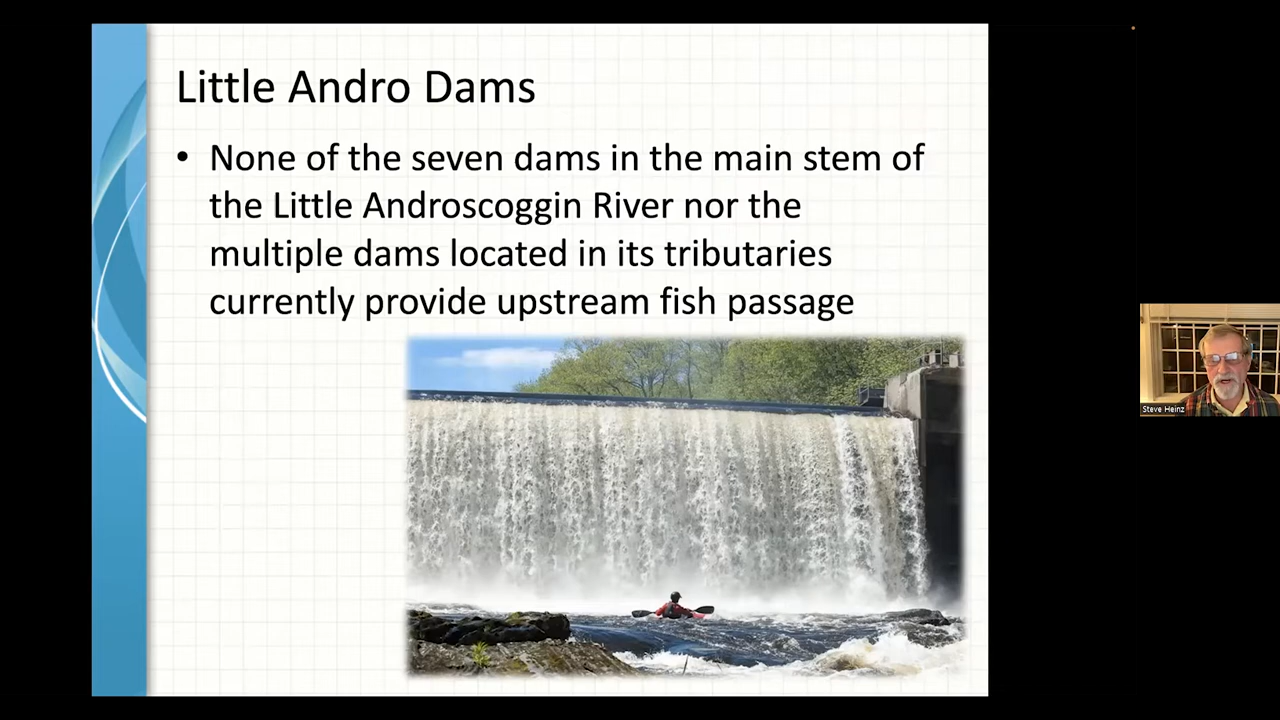 Little Andro Dams
• None of the seven dams in the main stem of
the Little Androscoggin River nor the
multiple dams located in its tributaries
currently provide upstream fish passage
Steve Heinz